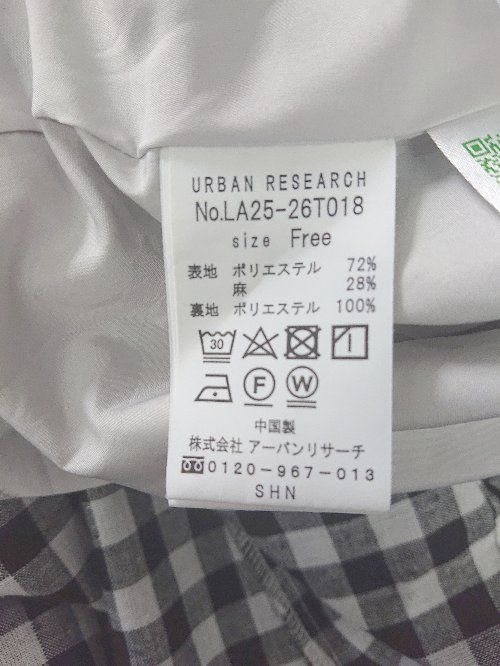 URBAN RESEARCH
No.LA25-26T018
size Free
表地 ポリエステル 72%
麻 28%
裏地 ポリエステル 100%
30
F W
中国製
株式会社 アーバンリサーチ
0120-967-013
SHN